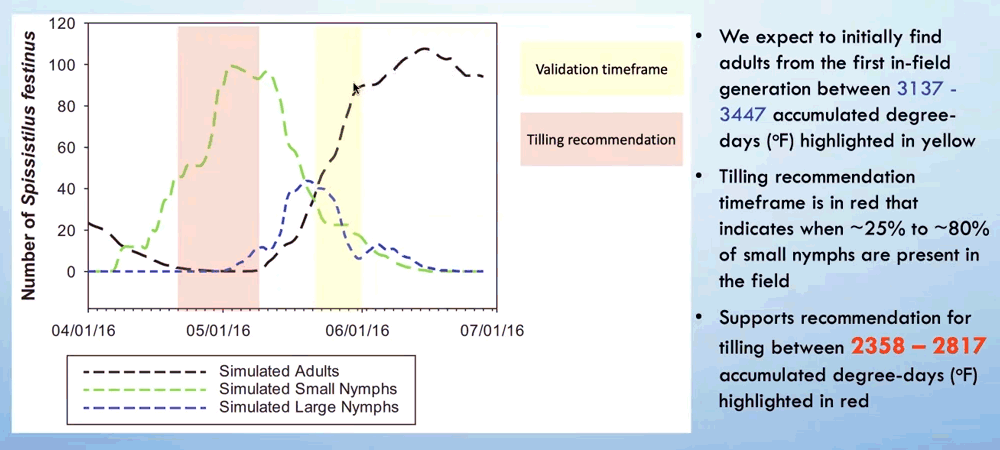 120
100
80
60
40
20
0
Number of Spissistilus festinus
04/01/16
05/01/16
06/01/16
07/01/16
Simulated Adults
Simulated Small Nymphs
Simulated Large Nymphs
Validation timeframe
Tilling recommendation
• We expect to initially find
adults from the first in-field
generation between 3137 -
3447 accumulated degree-
days (ºF) highlighted in yellow
• Tilling recommendation
timeframe is in red that
indicates when ~25% to ~80%
of small nymphs are present in
the field
• Supports recommendation for
tilling between 2358 – 2817
accumulated degree-days (ºF)
highlighted in red